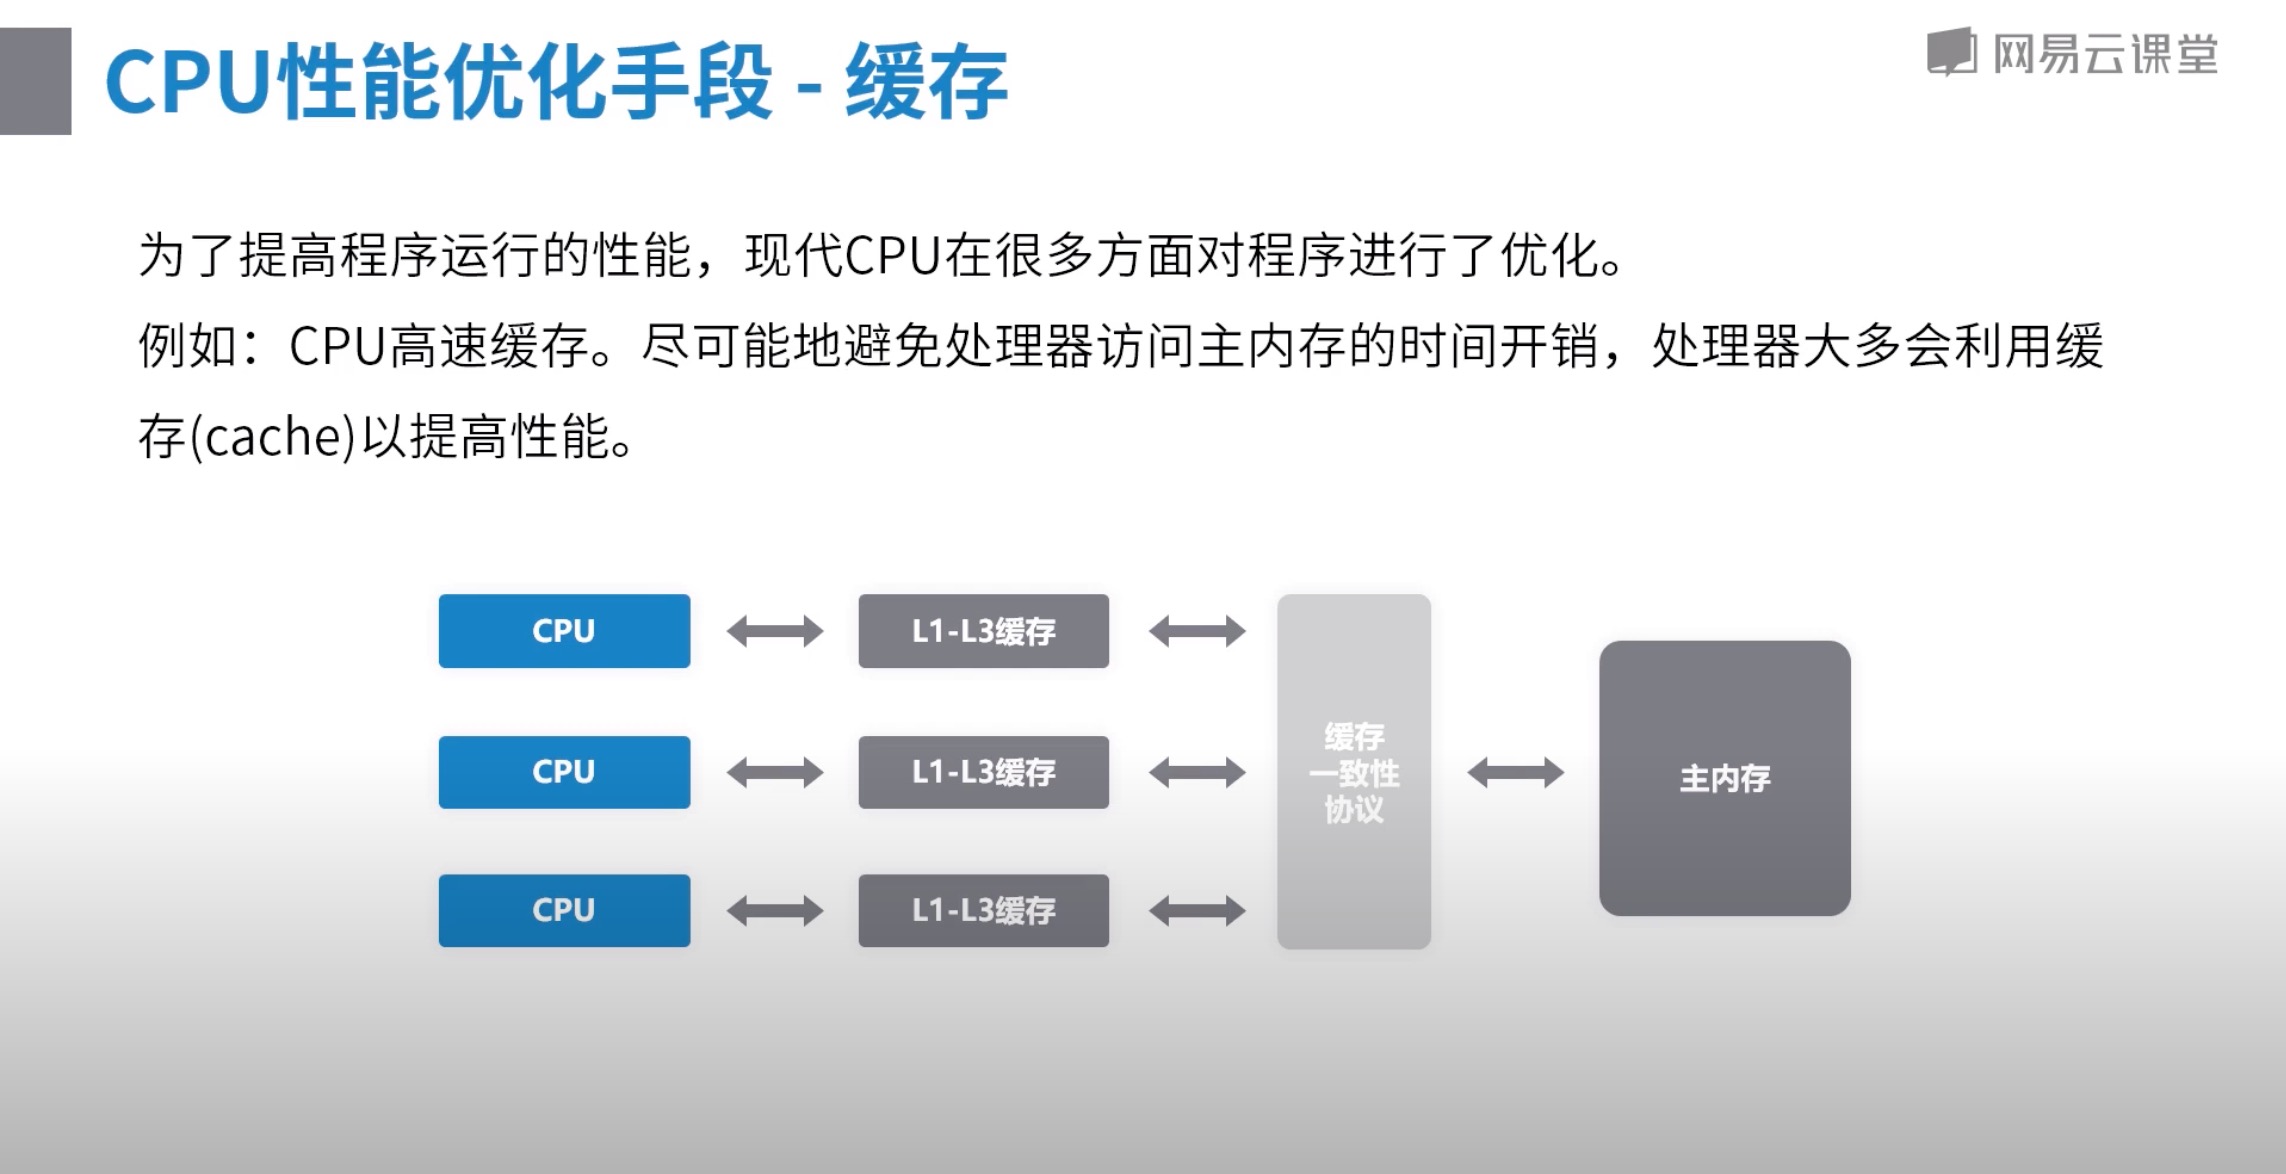 CPU性能优化手段 - 缓存
网易云课堂
为了提高程序运行的性能，现代CPU在很多方面对程序进行了优化。
例如：CPU高速缓存。尽可能地避免处理器访问主内存的时间开销，处理器大多会利用缓
存(cache)以提高性能。
CPU
L1-L3缓存
CPU
L1-L3缓存
CPU
L1-L3缓存
缓存
一致性
协议
主内存